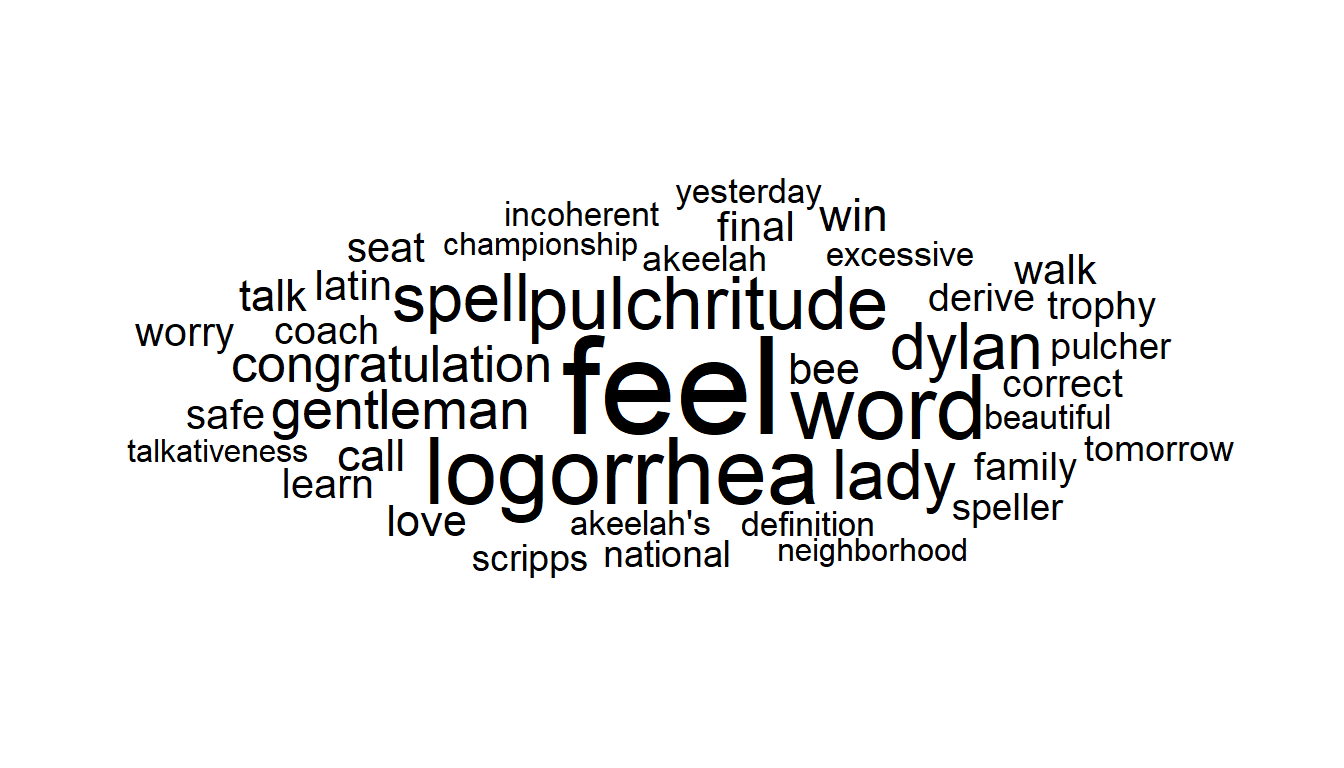 yesterday
incoherent final win
seat championship akeelah excessive walk
talk latin spell pulchritude derive trophy
worry coach dylan pulcher
congratulation feel bee correct
safe gentleman word beautiful
talkativeness call logorrhea lady family tomorrow
learn speller
love akeelah's definition
scripps national neighborhood